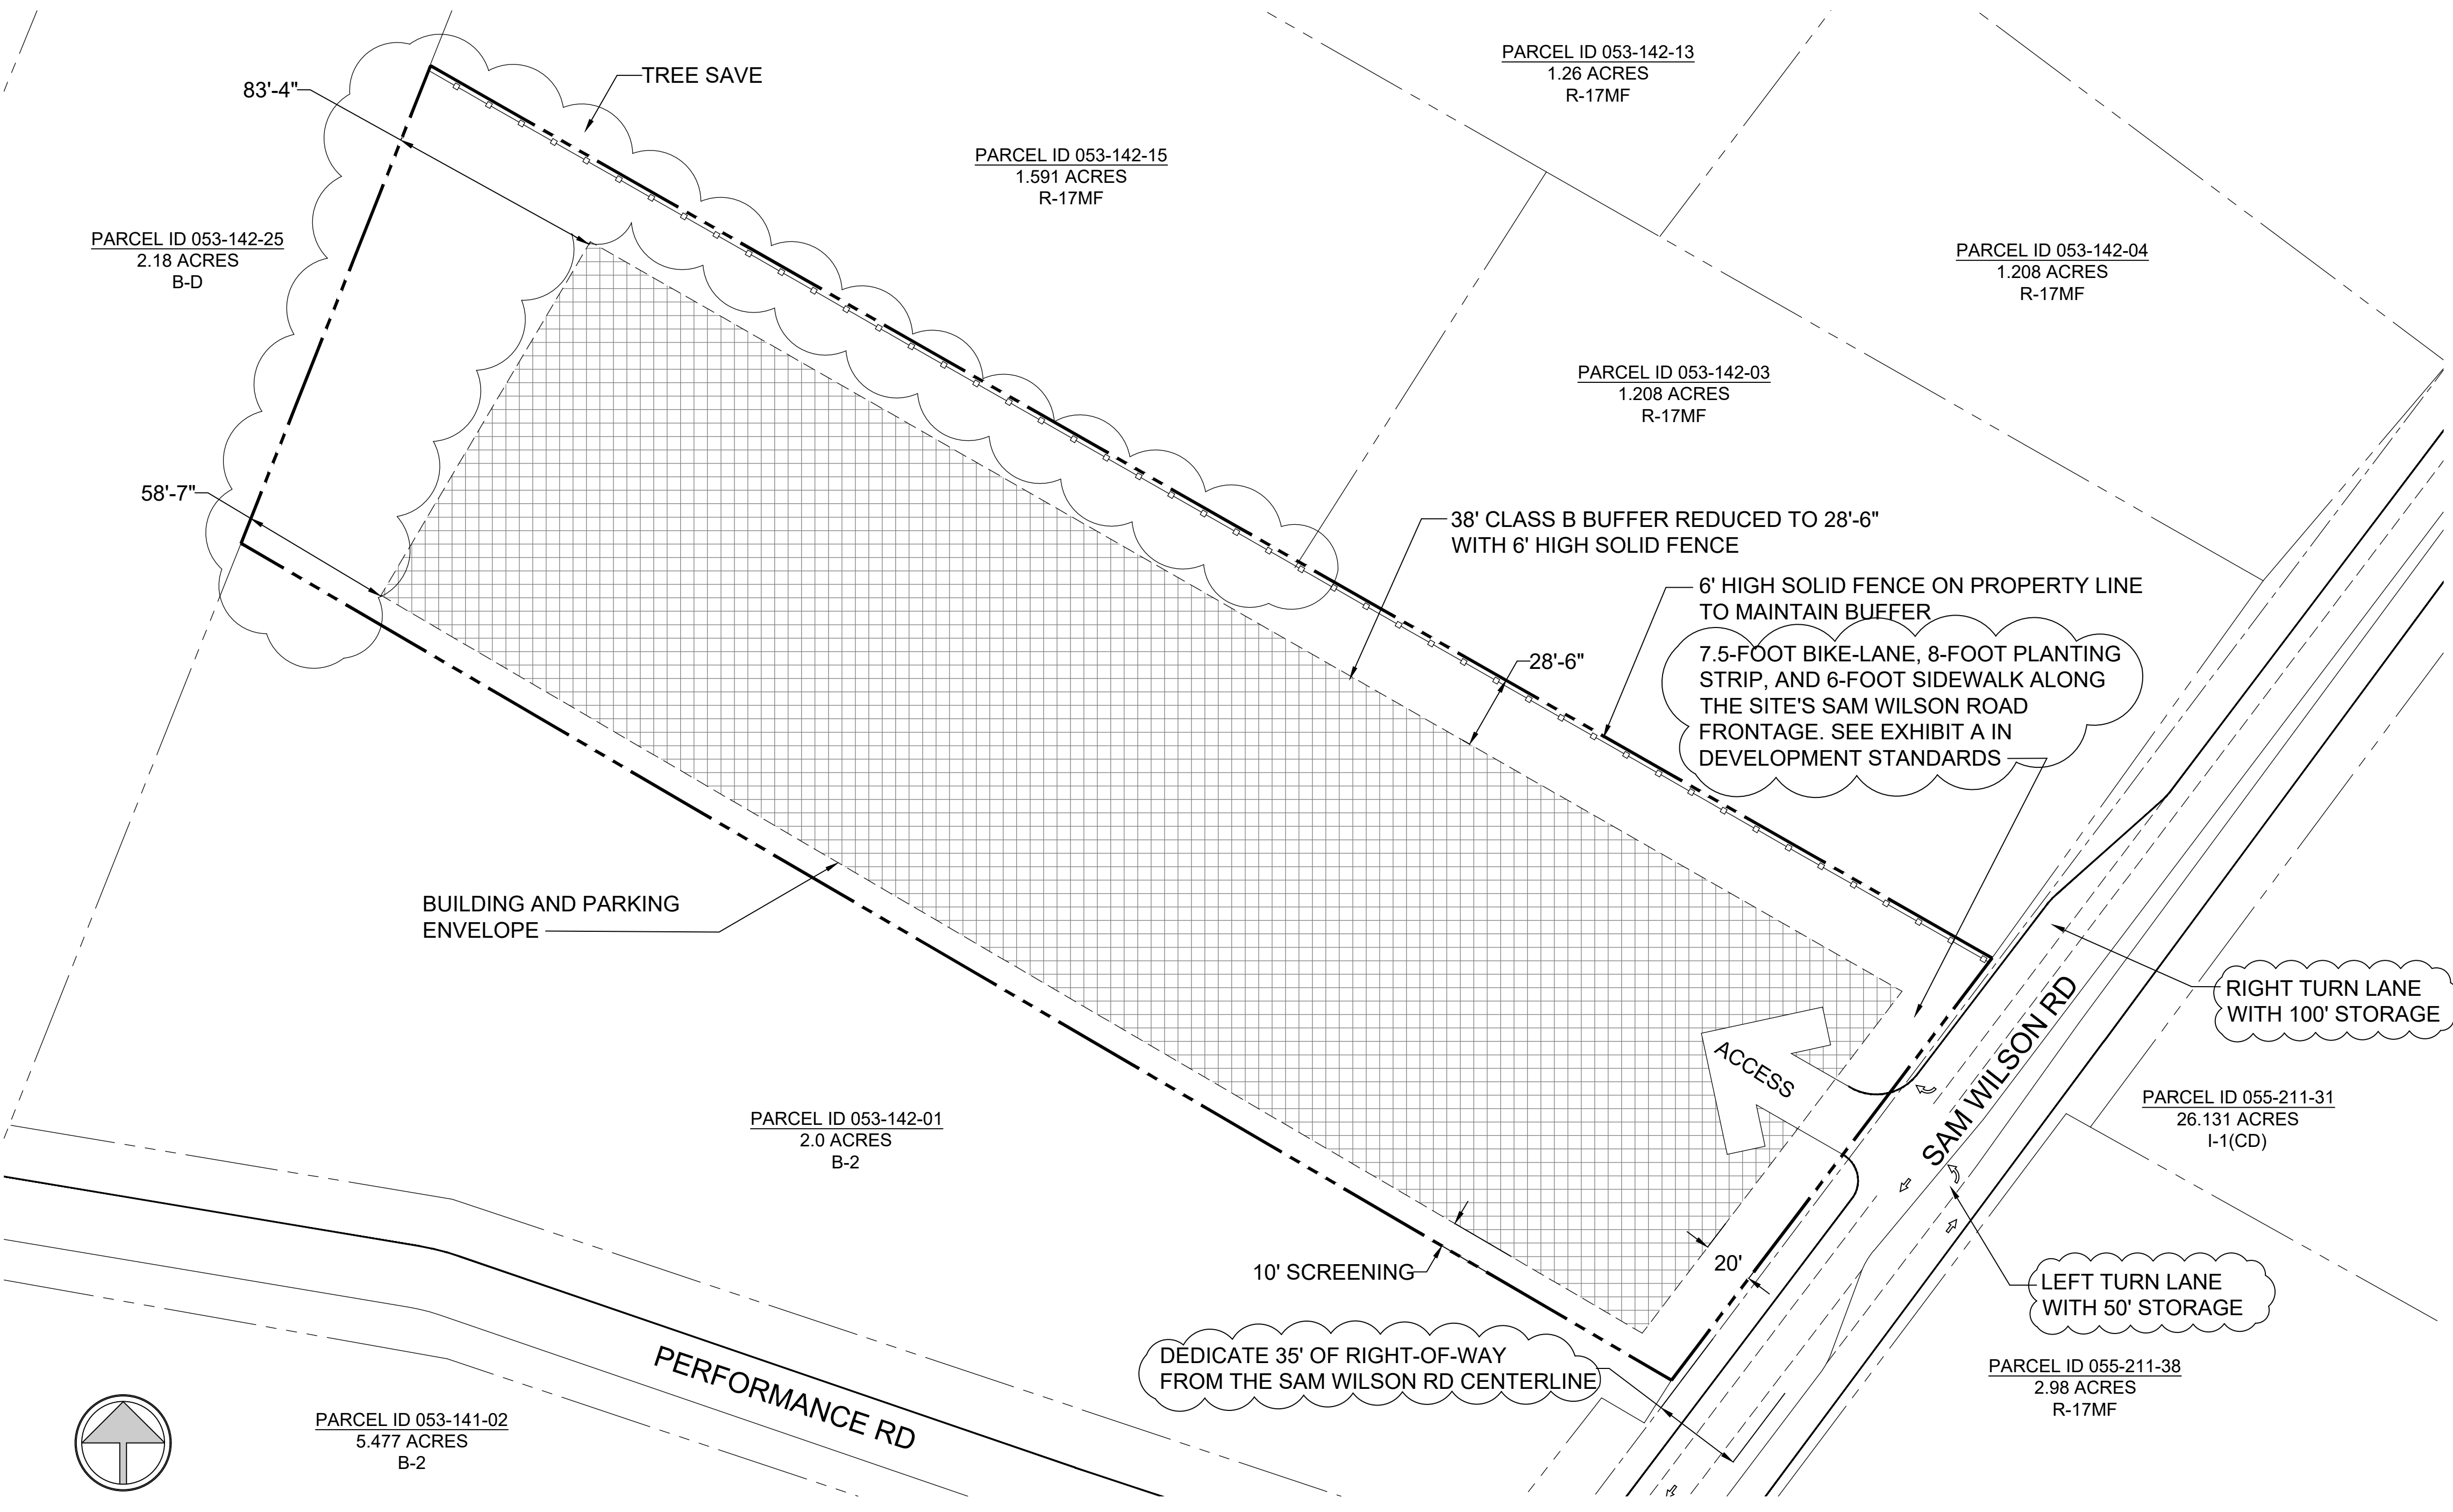 PARCEL ID 053-142-13
1.26 ACRES
R-17MF
83'-4"
TREE SAVE
PARCEL ID 053-142-15
1.591 ACRES
R-17MF
PARCEL ID 053-142-25
2.18 ACRES
B-D
PARCEL ID 053-142-04
1.208 ACRES
R-17MF
PARCEL ID 053-142-03
1.208 ACRES
R-17MF
58'-7"
38' CLASS B BUFFER REDUCED TO 28'-6"
WITH 6' HIGH SOLID FENCE
6' HIGH SOLID FENCE ON PROPERTY LINE
TO MAINTAIN BUFFER
28'-6"
7.5-FOOT BIKE-LANE, 8-FOOT PLANTING
STRIP, AND 6-FOOT SIDEWALK ALONG
THE SITE'S SAM WILSON ROAD
FRONTAGE. SEE EXHIBIT A IN
DEVELOPMENT STANDARDS
BUILDING AND PARKING
ENVELOPE
RIGHT TURN LANE
WITH 100' STORAGE
ACCESS
SAM WILSON RD
PARCEL ID 055-211-31
26.131 ACRES
I-1(CD)
PARCEL ID 053-142-01
2.0 ACRES
B-2
10' SCREENING
20'
LEFT TURN LANE
WITH 50' STORAGE
DEDICATE 35' OF RIGHT-OF-WAY
FROM THE SAM WILSON RD CENTERLINE
PARCEL ID 055-211-38
2.98 ACRES
R-17MF
PERFORMANCE RD
PARCEL ID 053-141-02
5.477 ACRES
B-2